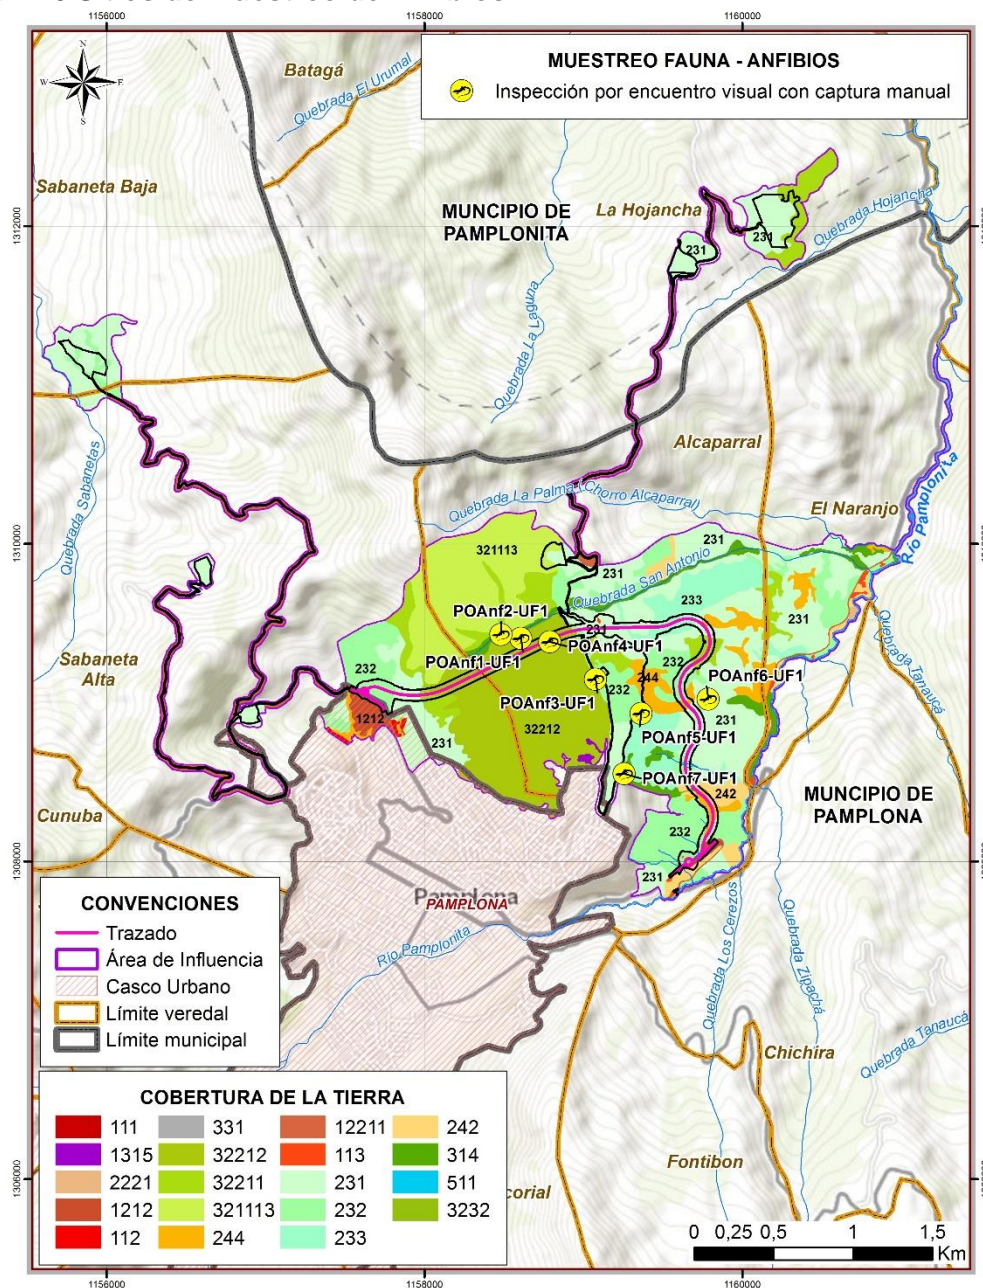 1156000
1158000
1160000
MUESTREO FAUNA - ANFIBIOS
Inspección por encuentro visual con captura manual
N
W
E
S
Batagá
Quebrada El Urumal
Sabaneta Baja
MUNCIPIO DE
PAMPLONITA
La Hojancha
Quebrada Hojancha
1312000
231
231
Quebrada La Laguna
Alcaparral
Quebrada Sabanetas
Quebrada La Palma (Chorro Alcaparral)
El Naranjo
Río Pamplonita
1310000
321113
231
231
Quebrada San Antonio
233
POAnf2-UF1
231
231
POAnf1-UF1
POAnf4-UF1
Quebrada Tanaucá
Sabaneta
Alta
232
232
244
POAnf6-UF1
POAnf3-UF1
232
1212
231
32212
231
POAnf5-UF1
POAnf7-UF1
242
MUNCIPIO DE
PAMPLONA
Cunuba
232
1308000
231
Pamplona
PAMPLONA
Río Pamplonita
Quebrada Los Cerezos
Quebrada Zipachá
Chichira
Quebrada Tanaucá
CONVENCIONES
Trazado
Área de Influencia
Casco Urbano
Límite veredal
Límite municipal
COBERTURA DE LA TIERRA
111
331
12211
242
1315
32212
113
314
2221
32211
231
511
1212
321113
232
3232
112
244
233
Fontibon
corial
1306000
0 0,25 0,5 1 1,5
Km
1156000
1158000
1160000